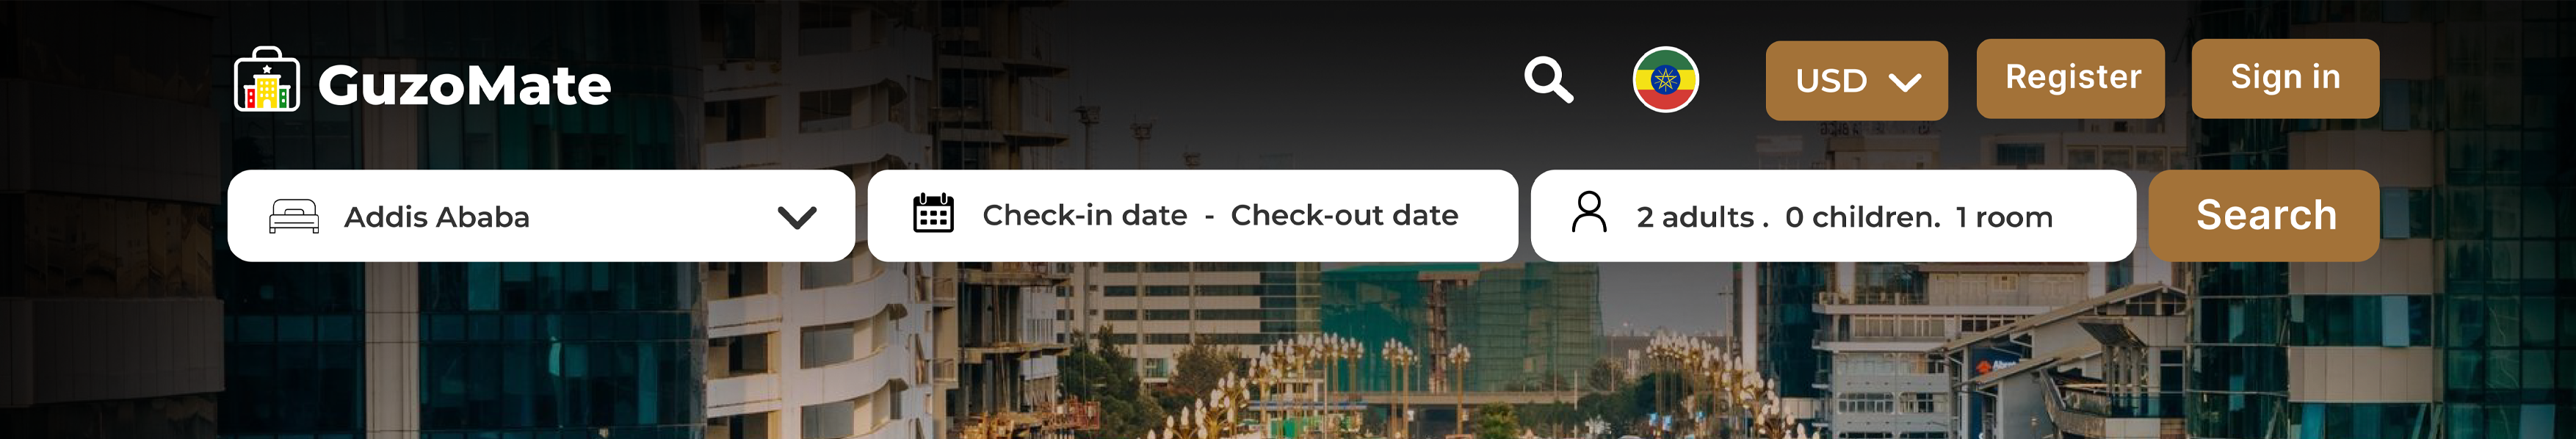 GuzoMate
USD
Register
Sign in
Addis Ababa
Check-in date - Check-out date
2 adults . 0 children. 1 room
Search